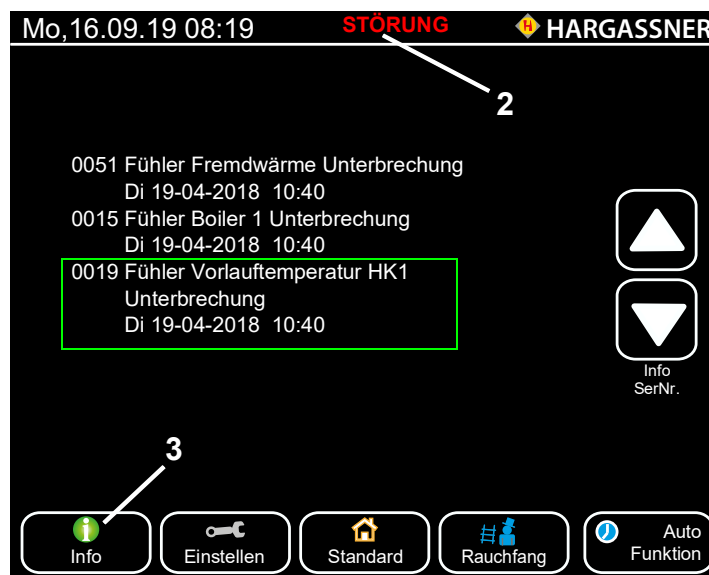 Mo,16.09.19 08:19
STÖRUNG
H
HARGASSNER
2
0051 Fühler Fremdwärme Unterbrechung
Di 19-04-2018 10:40
0015 Fühler Boiler 1 Unterbrechung
Di 19-04-2018 10:40
0019 Fühler Vorlauftemperatur HK1
Unterbrechung
Di 19-04-2018 10:40
Info
SerNr.
3
i
Info
Einstellen
Standard
Rauchfang
Auto
Funktion